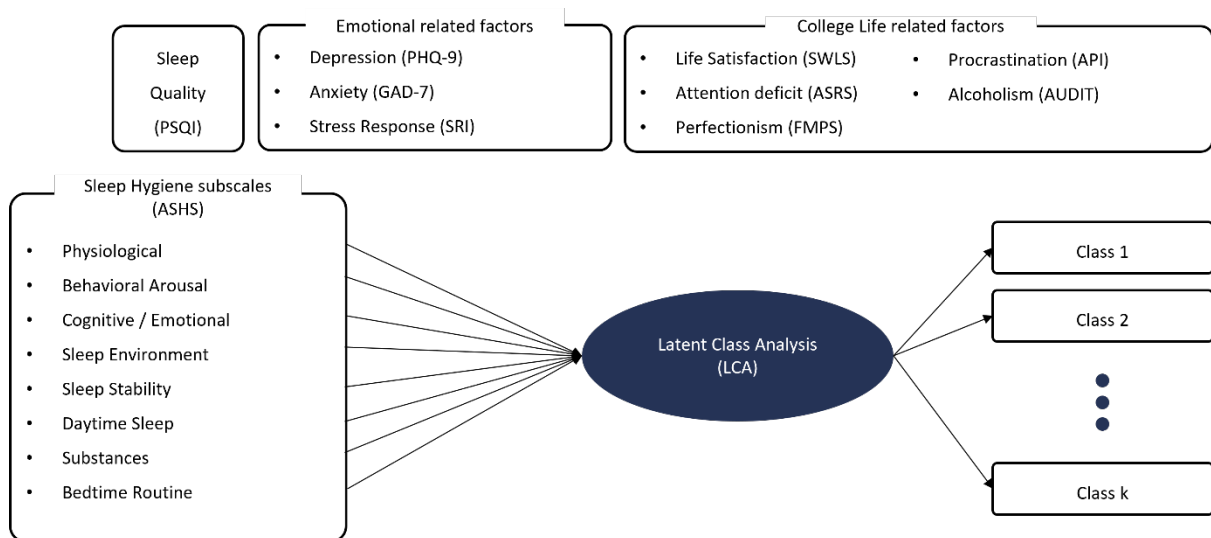 Sleep
Quality
(PSQI)
Emotional related factors
• Depression (PHQ-9)
• Anxiety (GAD-7)
• Stress Response (SRI)
College Life related factors
• Life Satisfaction (SWLS)
• Attention deficit (ASRS)
• Perfectionism (FMPS)
• Procrastination (API)
• Alcoholism (AUDIT)
Sleep Hygiene subscales
(ASHS)
• Physiological
• Behavioral Arousal
• Cognitive / Emotional
• Sleep Environment
• Sleep Stability
• Daytime Sleep
• Substances
• Bedtime Routine
Latent Class Analysis
(LCA)
Class 1
Class 2
Class k